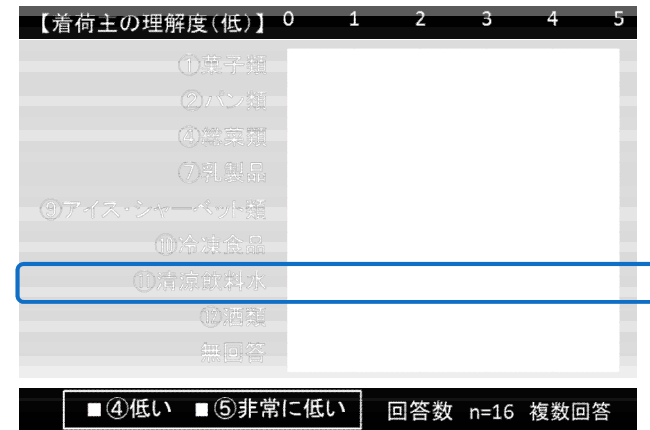 【着荷主の理解度(低)】 0 1 2 3 4 5
①菓子類
②パン類
④総菜類
⑦乳製品
⑨アイス・シャーベット類
⑩冷凍食品
⑪清涼飲料水
⑫酒類
無回答
■④低い ■⑤非常に低い 回答数 n=16 複数回答